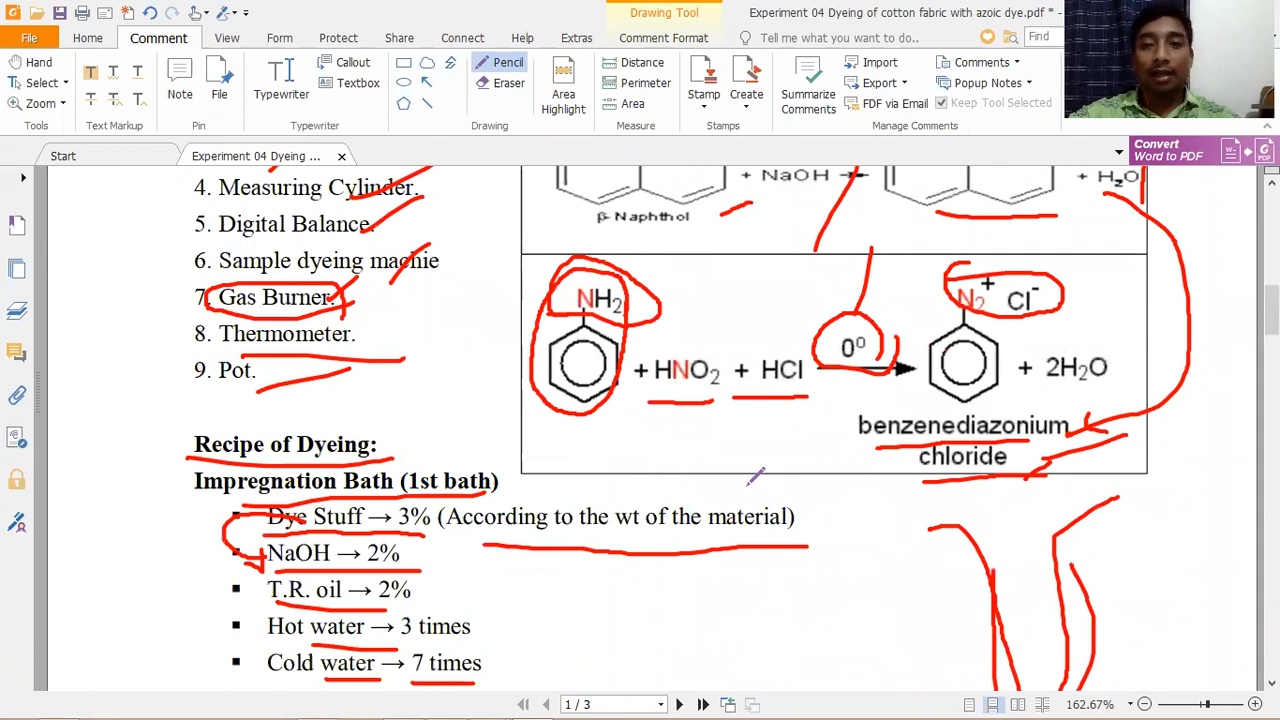 Drawing Tool
Experiment 04 Dyeing of cotton fabric with azoic dye.pdf *
File Home Comment View Form Protect Connect Help Comment Format Tell me what you want to do.. Find
Hand
Select
Zoom
Note
File
Typewriter
Pencil
Eraser
Area
Highlight
Distance
Perimeter
Area
Stamp
Create
Summarize
Comments
Import
Export
FDF via Email
Comments
Popup Notes
Keep Tool Selected
Tools Text Markup Pin Typewriter Drawing Measure Stamps Manage Comments
Start Experiment 04 Dyeing ...
Convert
Word to PDF
4. Measuring Cylinder.
5. Digital Balance.
6. Sample dyeing machie
7. Gas Burner.
8. Thermometer.
9. Pot.
+ NaOH → + H₂O
β-Naphthol
NH₂ + HNO₂ + HCl 0° N₂⁺ Cl⁻ + 2H₂O
benzenediazonium
chloride
Recipe of Dyeing:
Impregnation Bath (1st bath)
▪ Dye Stuff → 3% (According to the wt of the material)
▪ NaOH → 2%
▪ T.R. oil → 2%
▪ Hot water → 3 times
▪ Cold water → 7 times
1 / 3
162.67%